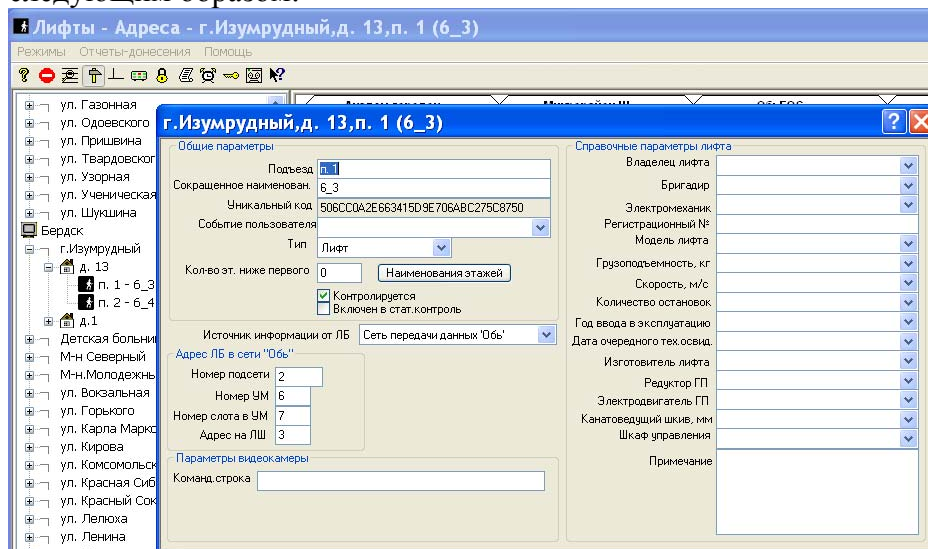 следующим образом:
Лифты - Адреса - г.Изумрудный,д. 13,п. 1 (6_3)
Режимы Отчеты-донесения Помощь
ул. Газонная
ул. Одоевского
ул. Пришвина
ул. Твардовског
ул. Узорная
ул. Ученическая
ул. Шукшина
Бердск
г.Изумрудный
д. 13
п. 1 - 6_3
п. 2 - 6_4
д.1
Детская больни
М-н Северный
М-н.Молодежнь
ул. Вокзальная
ул. Горького
ул. Карла Маркс
ул. Кирова
ул. Комсомольск
ул. Красная Сиб
ул. Красный Сок
ул. Лелюха
ул. Ленина
г.Изумрудный,д. 13,п. 1 (6_3)
Общие параметры
Подъезд п. 1
Сокращенное наименован. 6_3
Уникальный код 506CC0A2E663415D9E706ABC275C8750
Событие пользователя
Тип Лифт
Кол-во эт. ниже первого 0 Наименования этажей
Контролируется
Включен в стат.контроль
Источник информации от ЛБ Сеть передачи данных 'Обь'
Адрес ЛБ в сети "Обь"
Номер подсети 2
Номер УМ 6
Номер слота в УМ 7
Адрес на ЛШ 3
Параметры видеокамеры
Команд.строка
Справочные параметры лифта
Владелец лифта
Бригадир
Электромеханик
Регистрационный №
Модель лифта
Грузоподъемность, кг
Скорость, м/с
Количество остановок
Год ввода в эксплуатацию
Дата очередного тех.освид.
Изготовитель лифта
Редуктор ГП
Электродвигатель ГП
Канатоведущий шкив, мм
Шкаф управления
Примечание